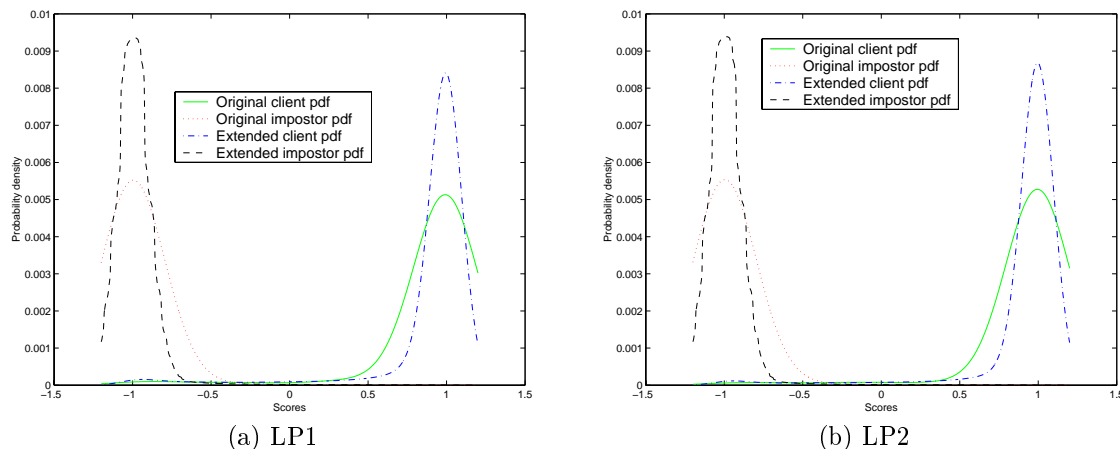 0.01
0.009
0.008
0.007
0.006
0.005
0.004
0.003
0.002
0.001
0
Probability density
Original client pdf
Original impostor pdf
Extended client pdf
Extended impostor pdf
−1.5 −1 −0.5 0 0.5 1 1.5
Scores
(a) LP1
0.01
0.009
0.008
0.007
0.006
0.005
0.004
0.003
0.002
0.001
0
Probability density
Original client pdf
Original impostor pdf
Extended client pdf
Extended impostor pdf
−1.5 −1 −0.5 0 0.5 1 1.5
Scores
(b) LP2